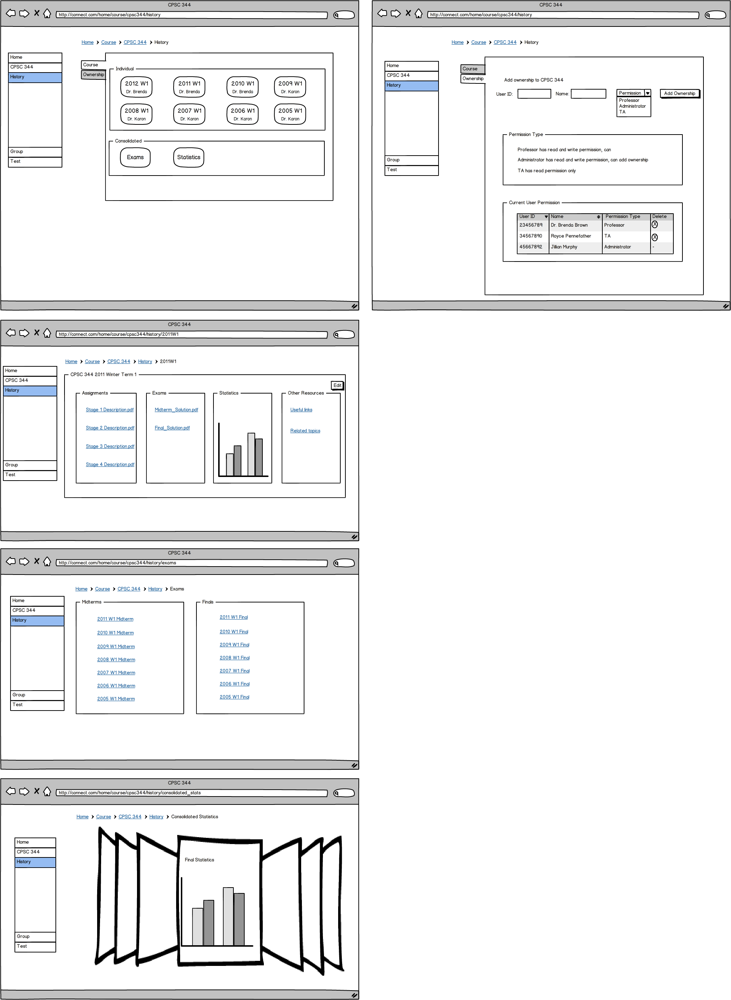 CPSC 344
http://connect.com/home/course/cpsc344/history
Home > Course > CPSC 344 > History
Home
CPSC 344
History
Group
Test
Course
Ownership
Individual
2012 W1
Dr. Brenda
2011 W1
Dr. Brenda
2010 W1
Dr. Brenda
2009 W1
Dr. Karon
2008 W1
Dr. Karon
2007 W1
Dr. Karon
2006 W1
Dr. Karon
2005 W1
Dr. Karon
Consolidated
Exams
Statistics
CPSC 344
http://connect.com/home/course/cpsc344/history
Home > Course > CPSC 344 > History
Home
CPSC 344
History
Group
Test
Course
Ownership
Add ownership to CPSC 344
User ID: Name: Permission Add Ownership
Professor
Administrator
TA
Permission Type
Professor has read and write permission, can
Administrator has read and write permission, can add ownership
TA has read permission only
Current User Permission
User ID Name Permission Type Delete
23456789 Dr. Brenda Brown Professor
34567890 Royce Pennefather TA
45667892 Jillian Murphy Administrator -
CPSC 344
http://connect.com/home/course/cpsc344/history/2011W1
Home > Course > CPSC 344 > History > 2011W1
Home
CPSC 344
History
Group
Test
CPSC 344 2011 Winter Term 1
Edit
Assignments
Stage 1 Description.pdf
Stage 2 Description.pdf
Stage 3 Description.pdf
Stage 4 Description.pdf
Exams
Midterm_Solution.pdf
Final_Solution.pdf
Statistics
Other Resources
Useful links
Related topics
CPSC 344
http://connect.com/home/course/cpsc344/history/exams
Home > Course > CPSC 344 > History > Exams
Home
CPSC 344
History
Group
Test
Midterms
2011 W1 Midterm
2010 W1 Midterm
2009 W1 Midterm
2008 W1 Midterm
2007 W1 Midterm
2006 W1 Midterm
2005 W1 Midterm
Finals
2011 W1 Final
2010 W1 Final
2009 W1 Final
2008 W1 Final
2007 W1 Final
2006 W1 Final
2005 W1 Final
CPSC 344
http://connect.com/home/course/cpsc344/history/consolidated_stats
Home > Course > CPSC 344 > History > Consolidated Statistics
Home
CPSC 344
History
Group
Test
Final Statistics